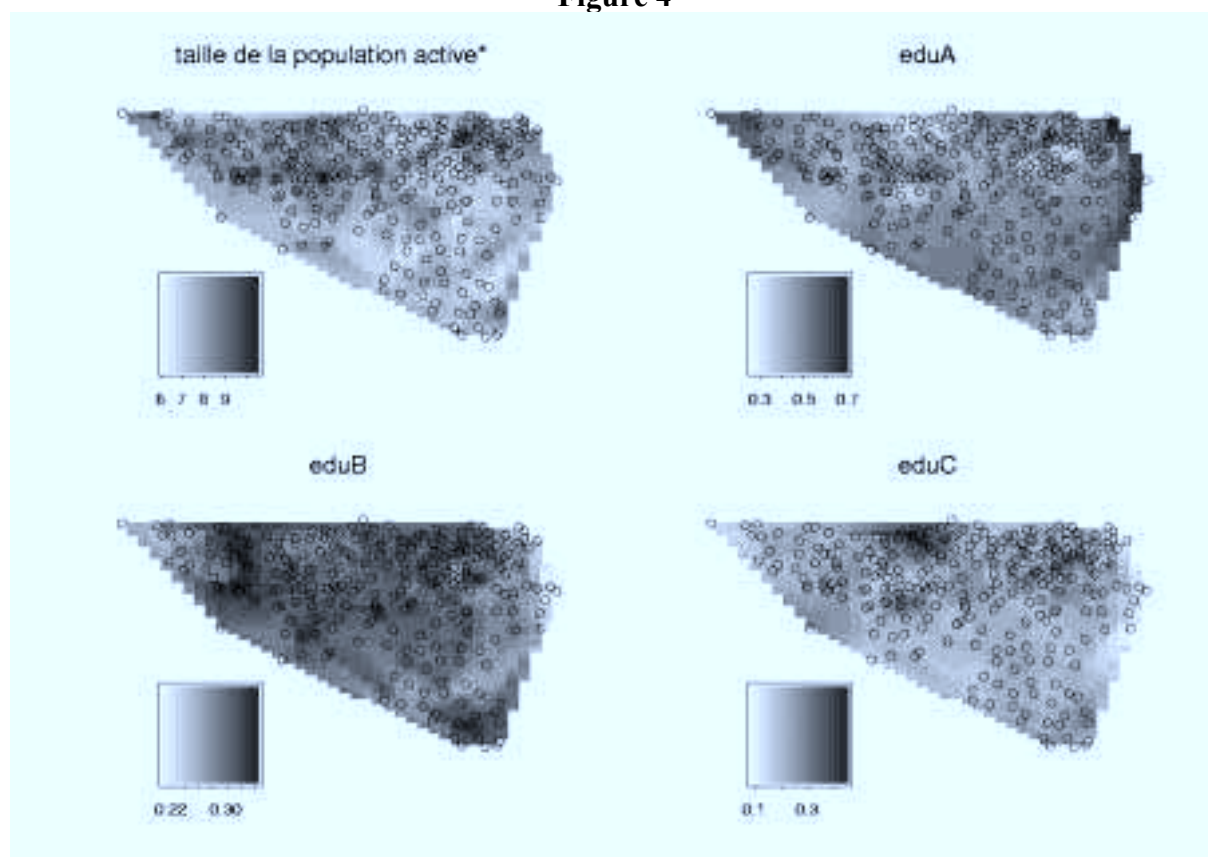 Figure 4
taille de la population active*
eduA
6 7 8 9
0.3 0.5 0.7
eduB
eduC
0.22 0.30
0.1 0.3